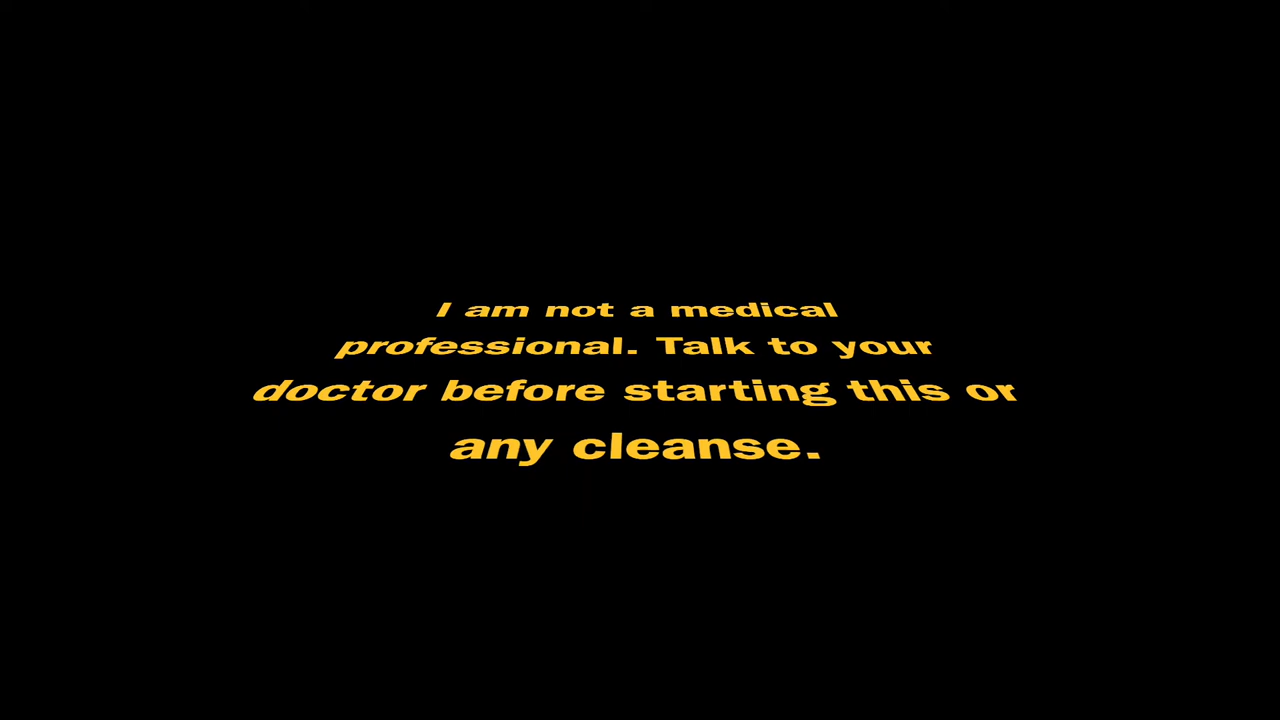 I am not a medical
professional. Talk to your
doctor before starting this or
any cleanse.